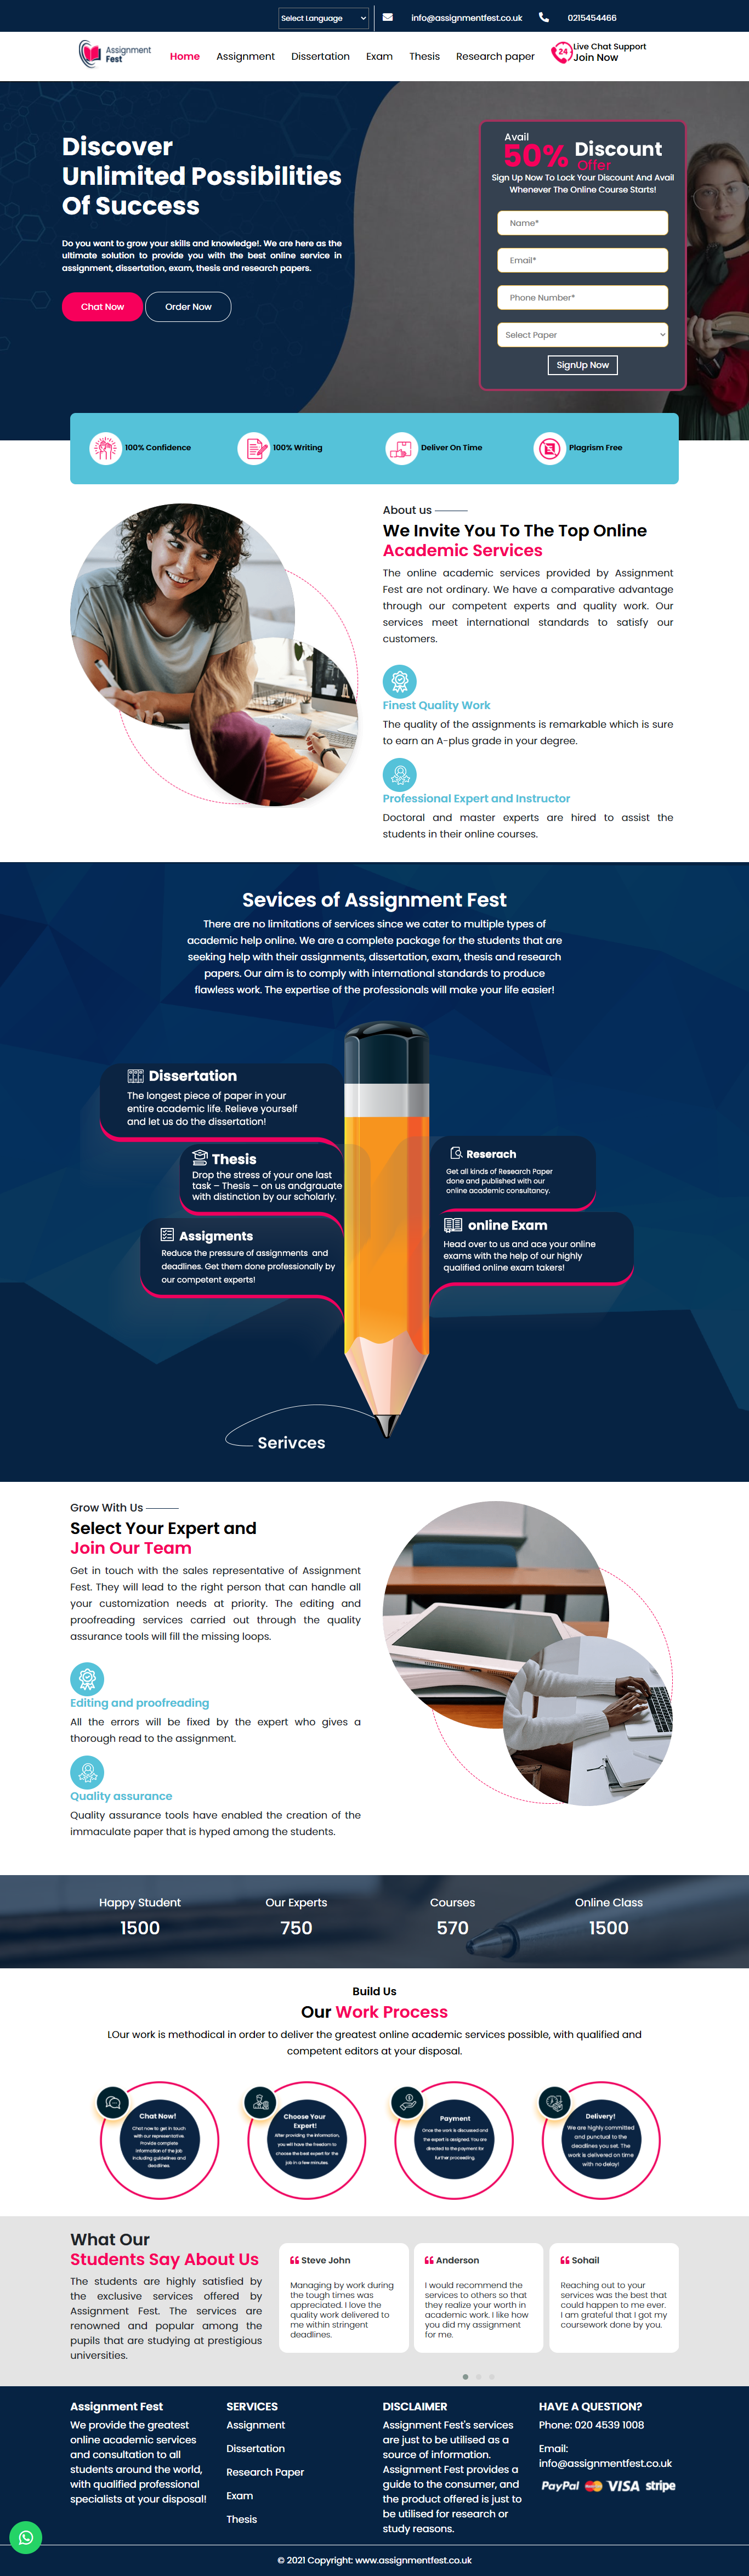 Select Language
info@assignmentfest.co.uk
0215454466
Assignment
Fest
Home
Assignment
Dissertation
Exam
Thesis
Research paper
24
Live Chat Support
Join Now
Discover
Unlimited Possibilities
Of Success
Do you want to grow your skills and knowledge!. We are here as the
ultimate solution to provide you with the best online service in
assignment, dissertation, exam, thesis and research papers.
Chat Now
Order Now
Avail
50% Discount
Offer
Sign Up Now To Lock Your Discount And Avail
Whenever The Online Course Starts!
Name*
Email*
Phone Number*
Select Paper
SignUp Now
100% Confidence
100% Writing
Deliver On Time
Plagrism Free
About us
We Invite You To The Top Online
Academic Services
The online academic services provided by Assignment
Fest are not ordinary. We have a comparative advantage
through our competent experts and quality work. Our
services meet international standards to satisfy our
customers.
Finest Quality Work
The quality of the assignments is remarkable which is sure
to earn an A-plus grade in your degree.
Professional Expert and Instructor
Doctoral and master experts are hired to assist the
students in their online courses.
Sevices of Assignment Fest
There are no limitations of services since we cater to multiple types of
academic help online. We are a complete package for the students that are
seeking help with their assignments, dissertation, exam, thesis and research
papers. Our aim is to comply with international standards to produce
flawless work. The expertise of the professionals will make your life easier!
Dissertation
The longest piece of paper in your
entire academic life. Relieve yourself
and let us do the dissertation!
Thesis
Drop the stress of your one last
task – Thesis – on us andgrauate
with distinction by our scholarly.
Assigments
Reduce the pressure of assignments and
deadlines. Get them done professionally by
our competent experts!
Reserach
Get all kinds of Research Paper
done and published with our
online academic consultancy.
online Exam
Head over to us and ace your online
exams with the help of our highly
qualified online exam takers!
Serivces
Grow With Us
Select Your Expert and
Join Our Team
Get in touch with the sales representative of Assignment
Fest. They will lead to the right person that can handle all
your customization needs at priority. The editing and
proofreading services carried out through the quality
assurance tools will fill the missing loops.
Editing and proofreading
All the errors will be fixed by the expert who gives a
thorough read to the assignment.
Quality assurance
Quality assurance tools have enabled the creation of the
immaculate paper that is hyped among the students.
Happy Student
1500
Our Experts
750
Courses
570
Online Class
1500
Build Us
Our Work Process
LOur work is methodical in order to deliver the greatest online academic services possible, with qualified and
competent editors at your disposal.
Chat Now!
Chat now to get in touch
with our representative.
Provide complete
information of the job
including guidelines and
deadlines.
Choose Your
Expert!
After providing the information,
you will have the freedom to
choose the best expert for the
job in a few minutes.
Payment
Once the work is discussed and
the expert is assigned. You are
directed to the payment for
further proceeding.
Delivery!
We are highly committed
and punctual to the
deadlines you set. The
work is delivered on time
with no delay!
What Our
Students Say About Us
The students are highly satisfied by
the exclusive services offered by
Assignment Fest. The services are
renowned and popular among the
pupils that are studying at prestigious
universities.
Steve John
Managing by work during
the tough times was
appreciated. I love the
quality work delivered to
me within stringent
deadlines.
Anderson
I would recommend the
services to others so that
they realize your worth in
academic work. I like how
you did my assignment
for me.
Sohail
Reaching out to your
services was the best that
could happen to me ever.
I am grateful that I got my
coursework done by you.
Assignment Fest
We provide the greatest
online academic services
and consultation to all
students around the world,
with qualified professional
specialists at your disposal!
SERVICES
Assignment
Dissertation
Research Paper
Exam
Thesis
DISCLAIMER
Assignment Fest's services
are just to be utilised as a
source of information.
Assignment Fest provides a
guide to the consumer, and
the product offered is just to
be utilised for research or
study reasons.
HAVE A QUESTION?
Phone: 020 4539 1008
Email:
info@assignmentfest.co.uk
PayPal VISA stripe
© 2021 Copyright: www.assignmentfest.co.uk